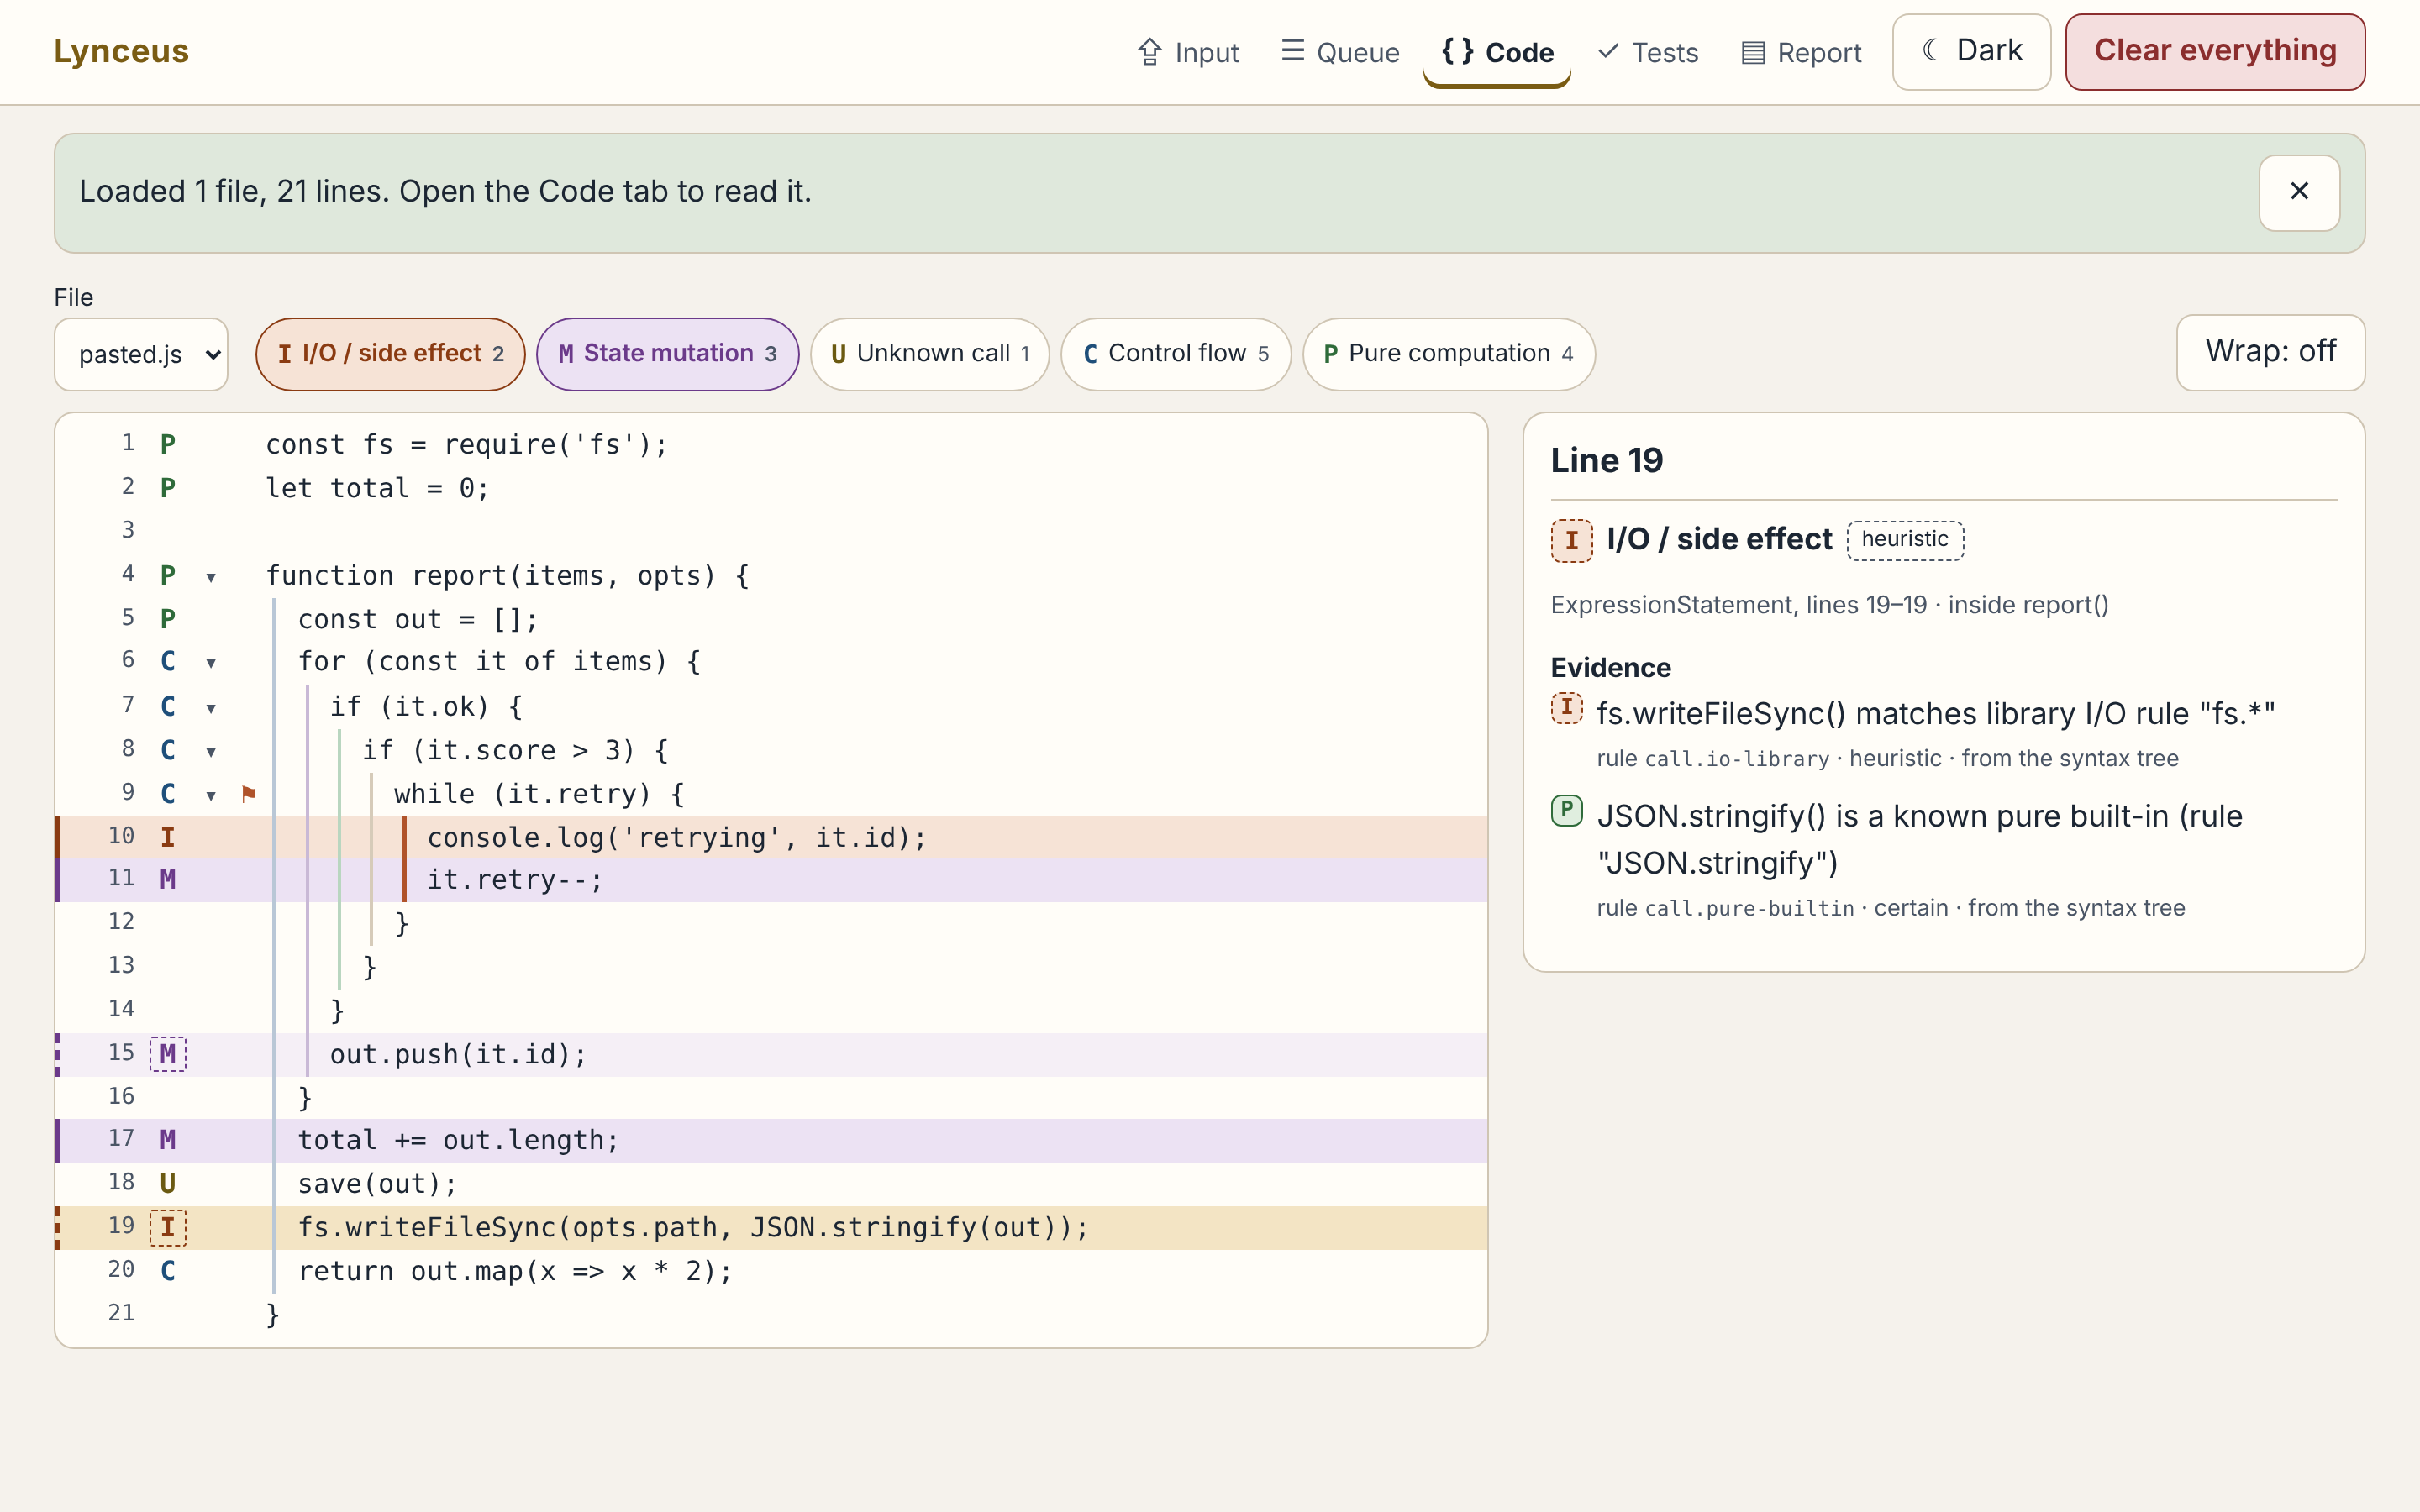 Lynceus
Input Queue { } Code Tests Report Dark Clear everything
Loaded 1 file, 21 lines. Open the Code tab to read it.
File
pasted.js I I/O / side effect 2 M State mutation 3 U Unknown call 1 C Control flow 5 P Pure computation 4 Wrap: off
1 P const fs = require('fs');
2 P let total = 0;
3
4 P function report(items, opts) {
5 P const out = [];
6 C for (const it of items) {
7 C if (it.ok) {
8 C if (it.score > 3) {
9 C while (it.retry) {
10 I console.log('retrying', it.id);
11 M it.retry--;
12 }
13 }
14 }
15 M out.push(it.id);
16 }
17 M total += out.length;
18 U save(out);
19 I fs.writeFileSync(opts.path, JSON.stringify(out));
20 C return out.map(x => x * 2);
21 }
Line 19
I I/O / side effect heuristic
ExpressionStatement, lines 19–19 · inside report()
Evidence
I fs.writeFileSync() matches library I/O rule "fs.*"
rule call.io-library · heuristic · from the syntax tree
P JSON.stringify() is a known pure built-in (rule
"JSON.stringify")
rule call.pure-builtin · certain · from the syntax tree